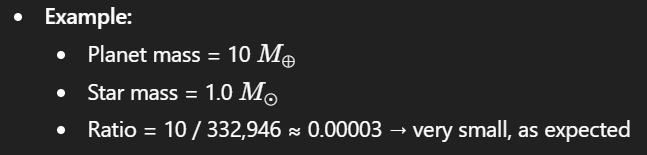 • Example:
• Planet mass = 10 M⊕
• Star mass = 1.0 M⊙
• Ratio = 10 / 332,946 ≈ 0.00003 → very small, as expected